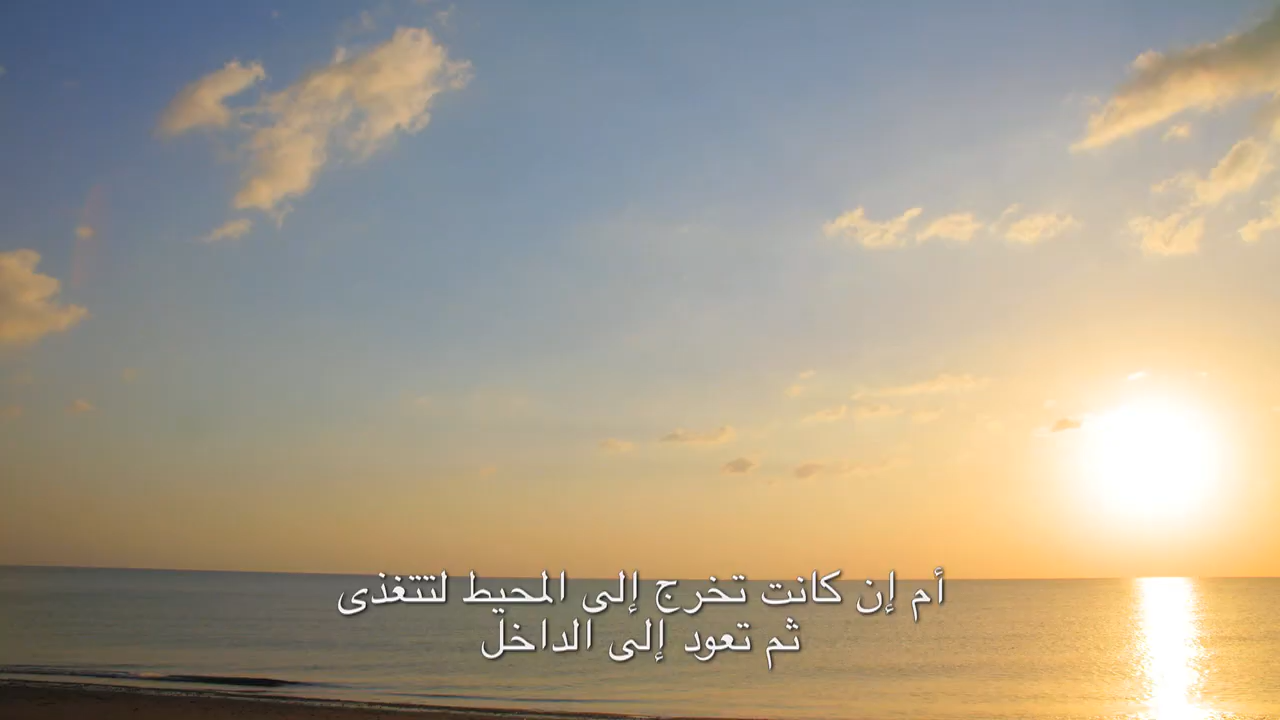 أم إن كانت تخرج إلى المحيط لتتغذى
ثم تعود إلى الداخل